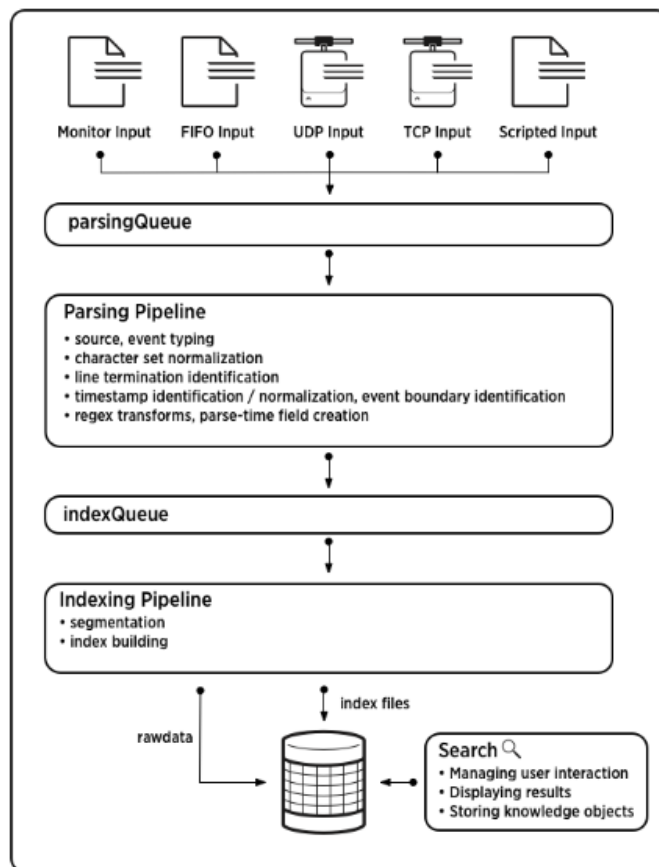 Monitor Input FIFO Input UDP Input TCP Input Scripted Input
parsingQueue
Parsing Pipeline
• source, event typing
• character set normalization
• line termination identification
• timestamp identification / normalization, event boundary identification
• regex transforms, parse-time field creation
indexQueue
Indexing Pipeline
• segmentation
• index building
rawdata
index files
Search
• Managing user interaction
• Displaying results
• Storing knowledge objects